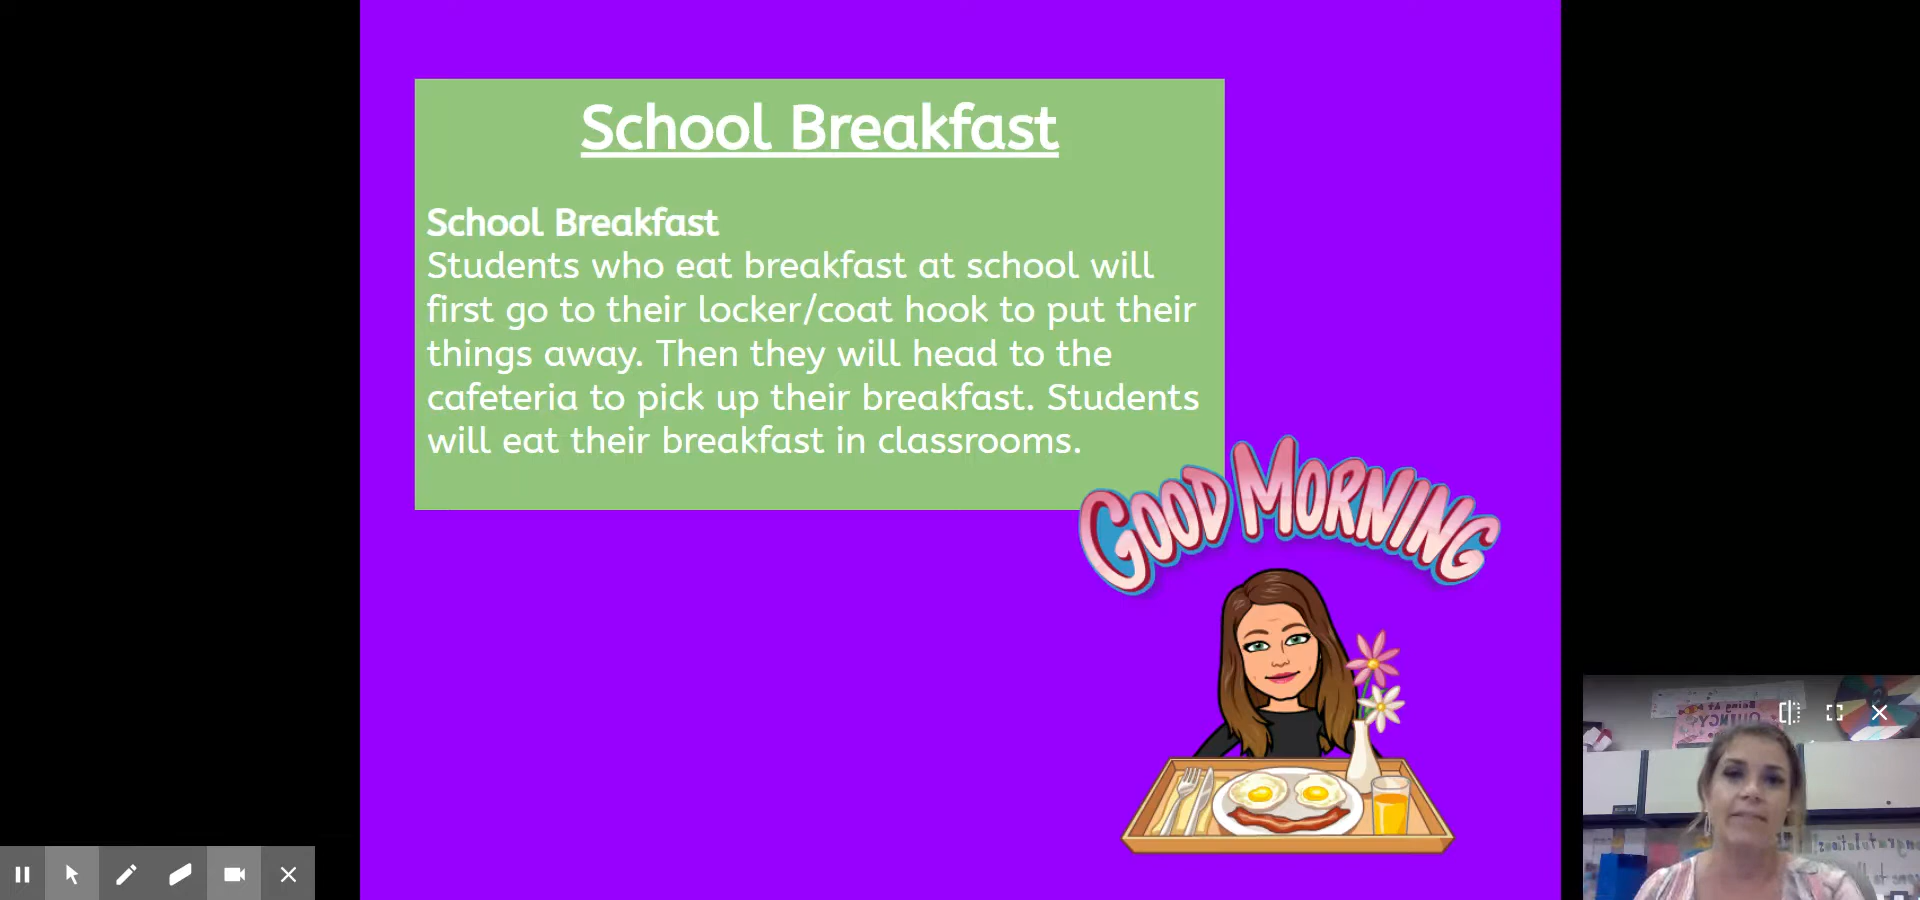 School Breakfast
School Breakfast
Students who eat breakfast at school will
first go to their locker/coat hook to put their
things away. Then they will head to the
cafeteria to pick up their breakfast. Students
will eat their breakfast in classrooms.
GOOD MORNING
QUINCY